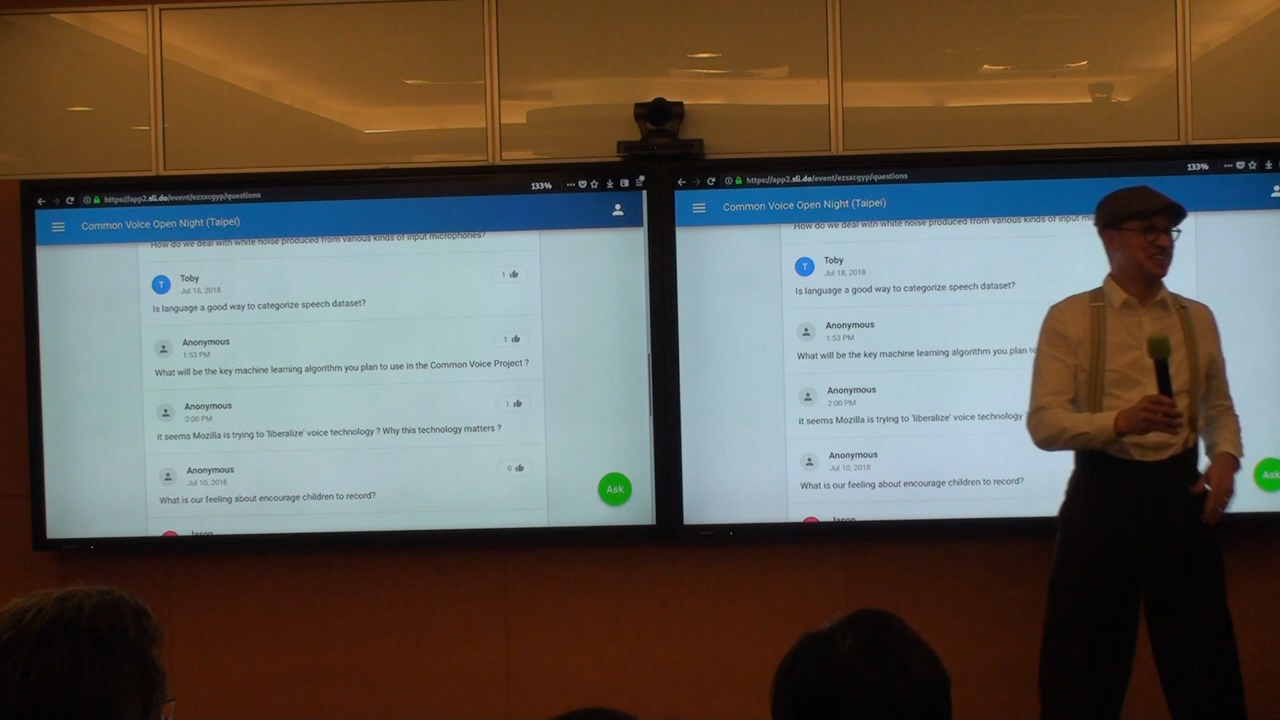 https://app2.sli.do/event/ezsxcgyp/questions
133%
Common Voice Open Night (Taipei)
How do we deal with white noise produced from various kinds of input microphones?
T
Toby
Jul 18, 2018
1
Is language a good way to categorize speech dataset?
Anonymous
1:53 PM
1
What will be the key machine learning algorithm you plan to use in the Common Voice Project ?
Anonymous
2:00 PM
1
it seems Mozilla is trying to 'liberalize' voice technology ? Why this technology matters ?
Anonymous
Jul 10, 2018
0
What is our feeling about encourage children to record?
Jason
Ask
https://app2.sli.do/event/ezsxcgyp/questions
133%
Common Voice Open Night (Taipei)
How do we deal with white noise produced from various kinds of input
T
Toby
Jul 18, 2018
Is language a good way to categorize speech dataset?
Anonymous
1:53 PM
What will be the key machine learning algorithm you plan to
Anonymous
2:00 PM
it seems Mozilla is trying to 'liberalize' voice technology
Anonymous
Jul 10, 2018
What is our feeling about encourage children to record?
Jason
Ask